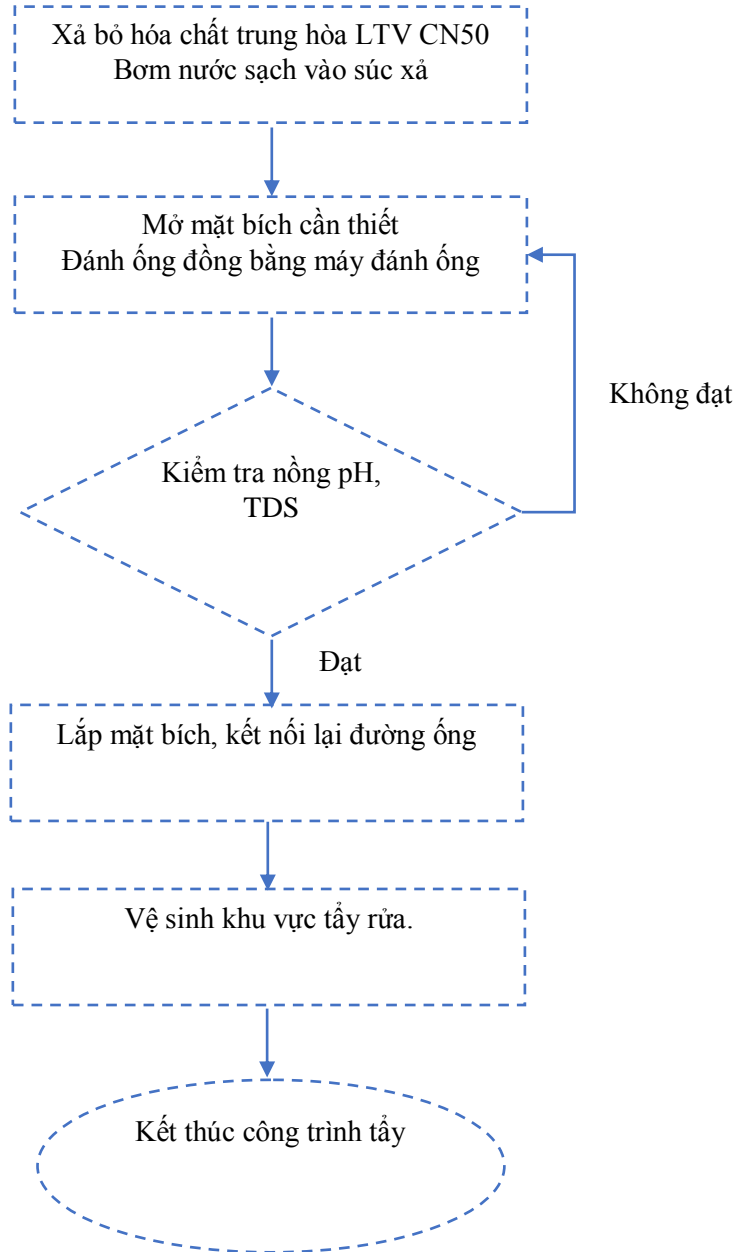 Xả bỏ hóa chất trung hòa LTV CN50
Bơm nước sạch vào súc xả
Mở mặt bích cần thiết
Đánh ống đồng bằng máy đánh ống
Không đạt
Kiểm tra nồng pH,
TDS
Đạt
Lắp mặt bích, kết nối lại đường ống
Vệ sinh khu vực tẩy rửa.
Kết thúc công trình tẩy